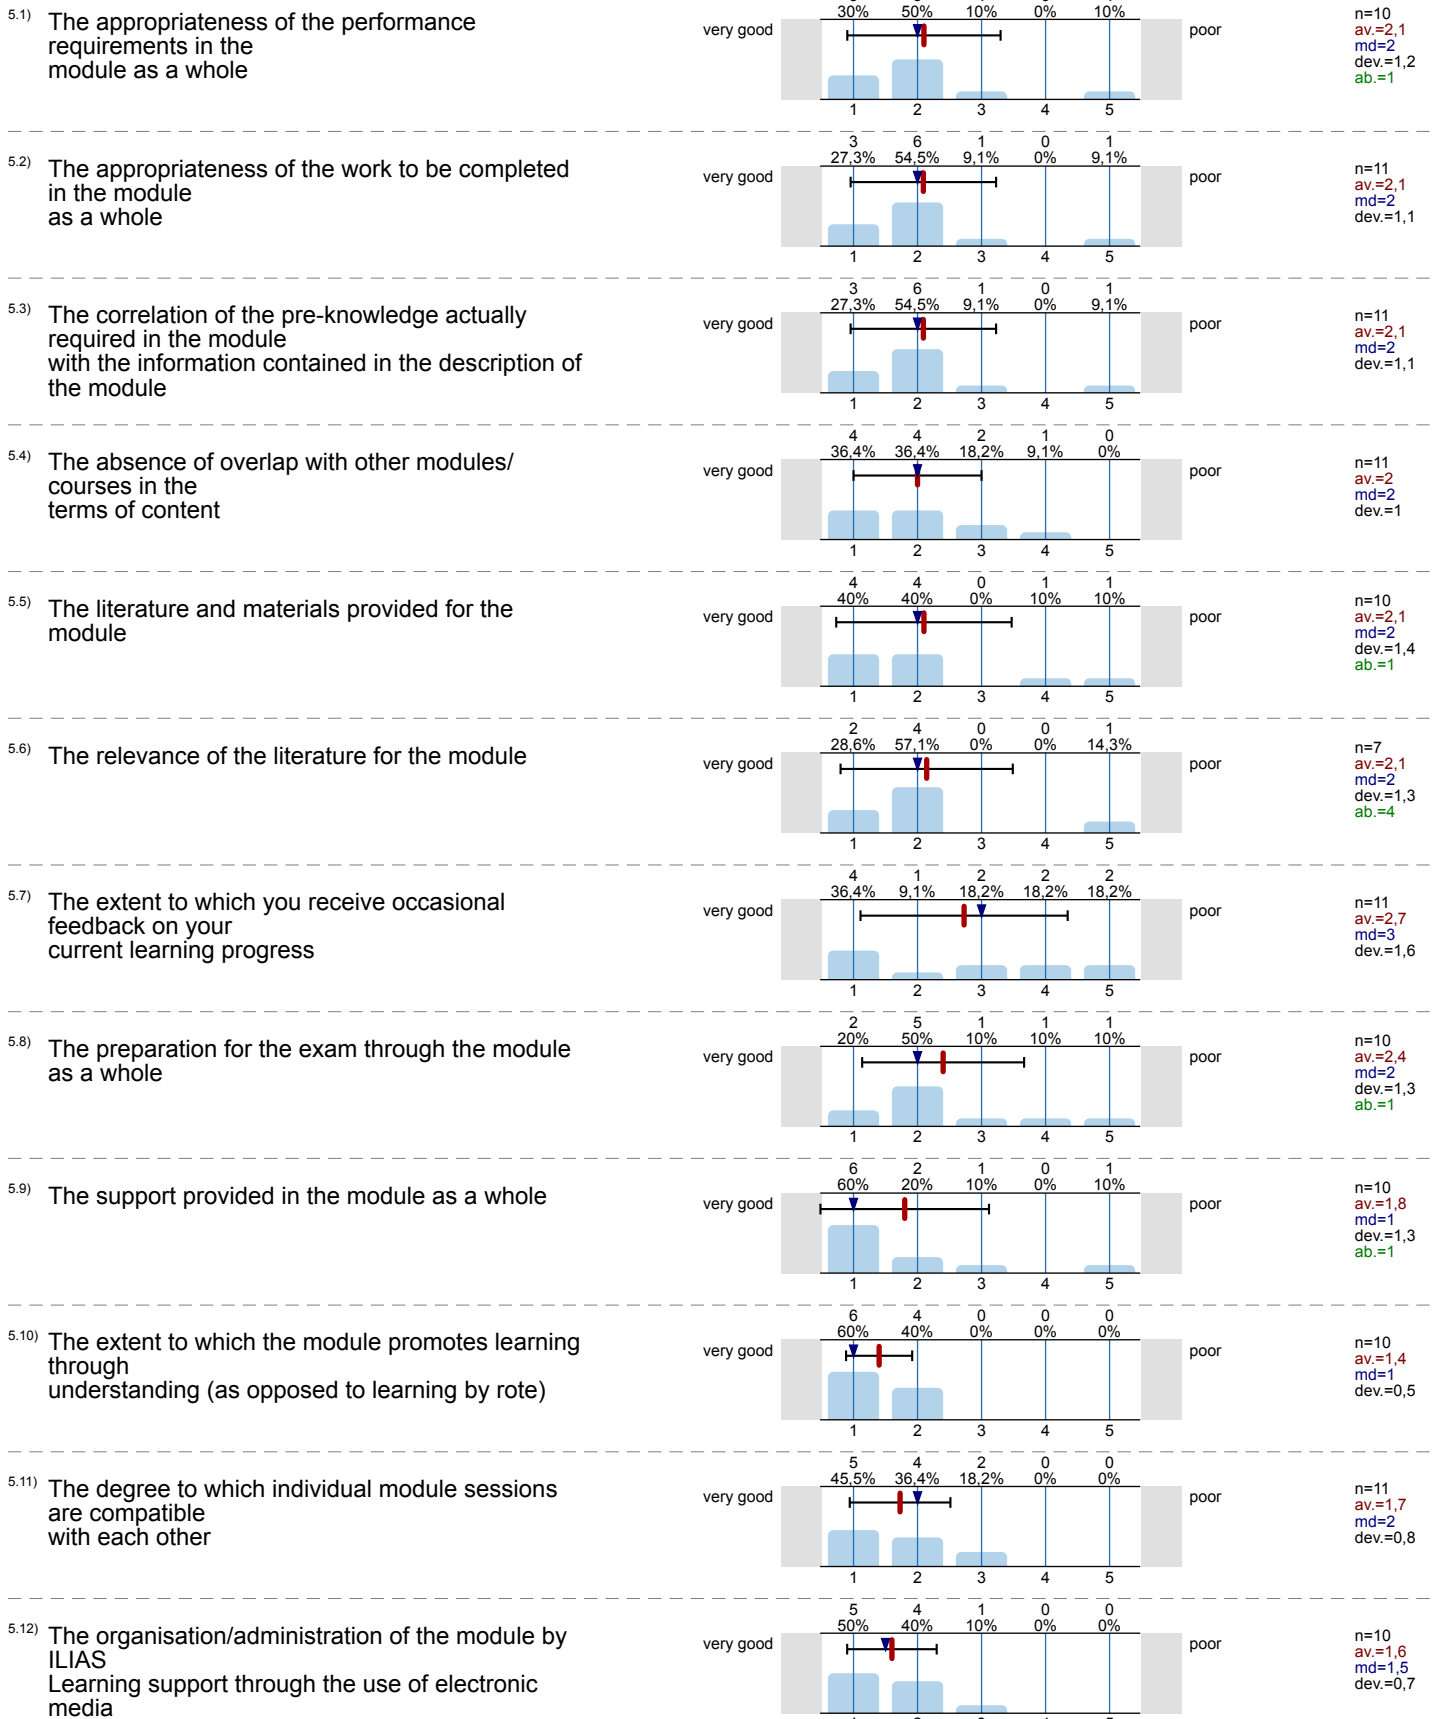 5.1) The appropriateness of the performance
requirements in the
module as a whole
30% 50% 10% 0% 10%
very good
poor
1 2 3 4 5
n=10
av.=2,1
md=2
dev.=1,2
ab.=1
5.2) The appropriateness of the work to be completed
in the module
as a whole
3 6 1 0 1
27,3% 54,5% 9,1% 0% 9,1%
very good
poor
1 2 3 4 5
n=11
av.=2,1
md=2
dev.=1,1
5.3) The correlation of the pre-knowledge actually
required in the module
with the information contained in the description of
the module
3 6 1 0 1
27,3% 54,5% 9,1% 0% 9,1%
very good
poor
1 2 3 4 5
n=11
av.=2,1
md=2
dev.=1,1
5.4) The absence of overlap with other modules/
courses in the
terms of content
4 4 2 1 0
36,4% 36,4% 18,2% 9,1% 0%
very good
poor
1 2 3 4 5
n=11
av.=2
md=2
dev.=1
5.5) The literature and materials provided for the
module
4 4 0 1 1
40% 40% 0% 10% 10%
very good
poor
1 2 3 4 5
n=10
av.=2,1
md=2
dev.=1,4
ab.=1
5.6) The relevance of the literature for the module
2 4 0 0 1
28,6% 57,1% 0% 0% 14,3%
very good
poor
1 2 3 4 5
n=7
av.=2,1
md=2
dev.=1,3
ab.=4
5.7) The extent to which you receive occasional
feedback on your
current learning progress
4 1 2 2 2
36,4% 9,1% 18,2% 18,2% 18,2%
very good
poor
1 2 3 4 5
n=11
av.=2,7
md=3
dev.=1,6
5.8) The preparation for the exam through the module
as a whole
2 5 1 1 1
20% 50% 10% 10% 10%
very good
poor
1 2 3 4 5
n=10
av.=2,4
md=2
dev.=1,3
ab.=1
5.9) The support provided in the module as a whole
6 2 1 0 1
60% 20% 10% 0% 10%
very good
poor
1 2 3 4 5
n=10
av.=1,8
md=1
dev.=1,3
ab.=1
5.10) The extent to which the module promotes learning
through
understanding (as opposed to learning by rote)
6 4 0 0 0
60% 40% 0% 0% 0%
very good
poor
1 2 3 4 5
n=10
av.=1,4
md=1
dev.=0,5
5.11) The degree to which individual module sessions
are compatible
with each other
5 4 2 0 0
45,5% 36,4% 18,2% 0% 0%
very good
poor
1 2 3 4 5
n=11
av.=1,7
md=2
dev.=0,8
5.12) The organisation/administration of the module by
ILIAS
Learning support through the use of electronic
media
5 4 1 0 0
50% 40% 10% 0% 0%
very good
poor
n=10
av.=1,6
md=1,5
dev.=0,7